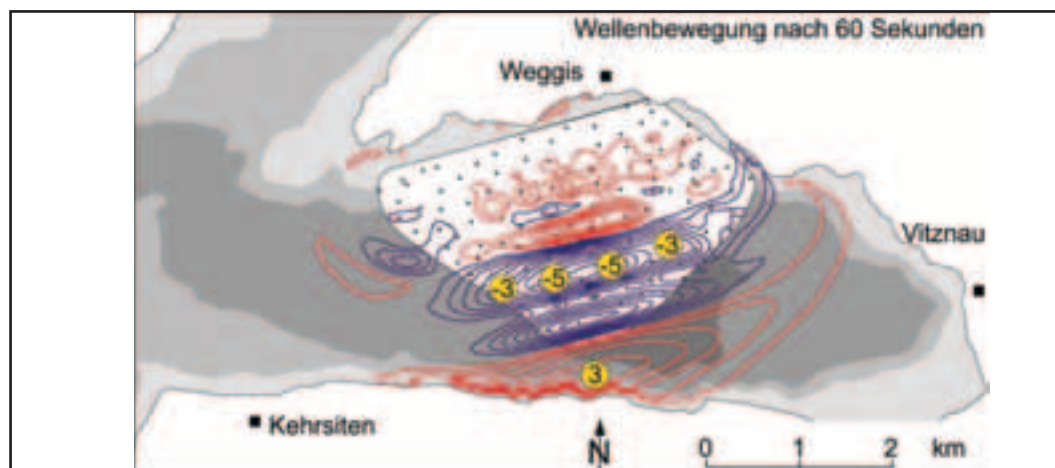 Wellenbewegung nach 60 Sekunden
Weggis
Vitznau
-3
-5
-5
-3
3
Kehrsiten
N
0 1 2 km